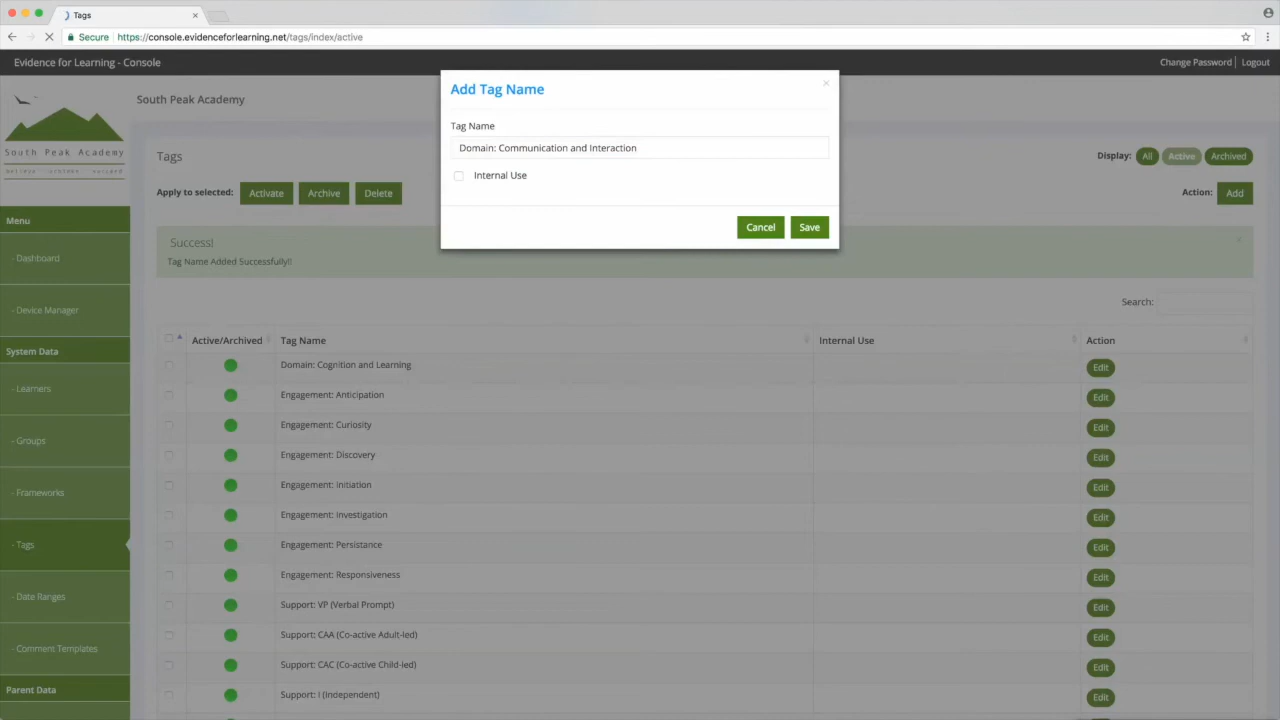 Tags
Secure https://console.evidenceforlearning.net/tags/index/active
Evidence for Learning - Console
Change Password | Logout
South Peak Academy
South Peak Academy
Add Tag Name
Tag Name
Domain: Communication and Interaction
Internal Use
Cancel Save
Tags
Display: All Active Archived
Apply to selected: Activate Archive Delete
Action: Add
Success!
Tag Name Added Successfully!!
Search:
Menu
- Dashboard
- Device Manager
System Data
- Learners
- Groups
- Frameworks
- Tags
- Date Ranges
- Comment Templates
Parent Data
Active/Archived Tag Name Internal Use Action
Domain: Cognition and Learning Edit
Engagement: Anticipation Edit
Engagement: Curiosity Edit
Engagement: Discovery Edit
Engagement: Initiation Edit
Engagement: Investigation Edit
Engagement: Persistance Edit
Engagement: Responsiveness Edit
Support: VP (Verbal Prompt) Edit
Support: CAA (Co-active Adult-led) Edit
Support: CAC (Co-active Child-led) Edit
Support: I (Independent) Edit